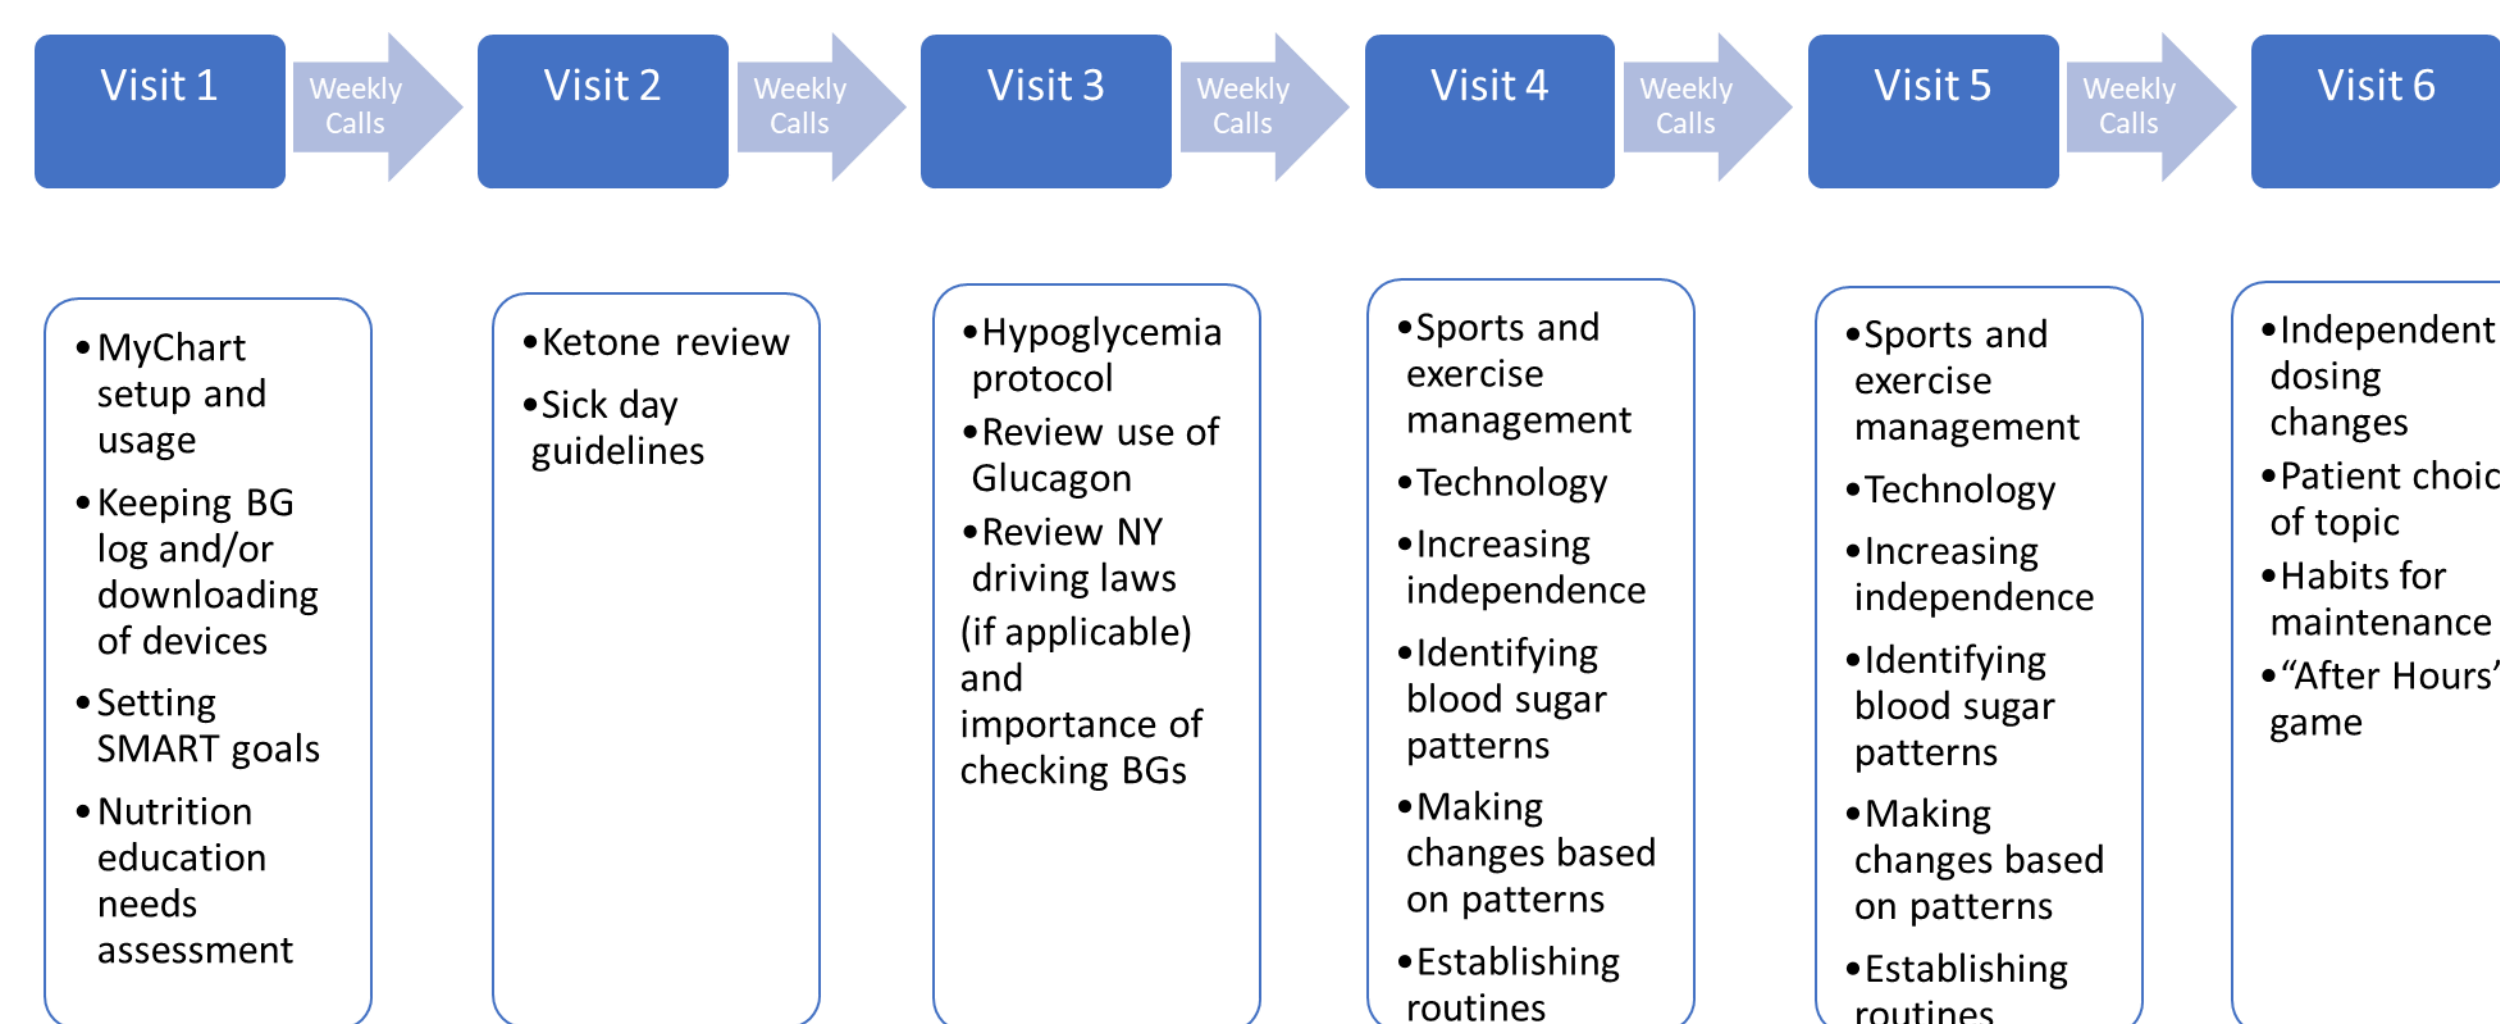 Visit 1
Weekly
Calls
Visit 2
Weekly
Calls
Visit 3
Weekly
Calls
Visit 4
Weekly
Calls
Visit 5
Weekly
Calls
Visit 6
•MyChart
setup and
usage
•Keeping BG
log and/or
downloading
of devices
•Setting
SMART goals
•Nutrition
education
needs
assessment
•Ketone review
•Sick day
guidelines
•Hypoglycemia
protocol
•Review use of
Glucagon
•Review NY
driving laws
(if applicable)
and
importance of
checking BGs
•Sports and
exercise
management
•Technology
•Increasing
independence
•Identifying
blood sugar
patterns
•Making
changes based
on patterns
•Establishing
routines
•Sports and
exercise
management
•Technology
•Increasing
independence
•Identifying
blood sugar
patterns
•Making
changes based
on patterns
•Establishing
routines
•Independent
dosing
changes
•Patient choic
of topic
•Habits for
maintenance
•“After Hours”
game